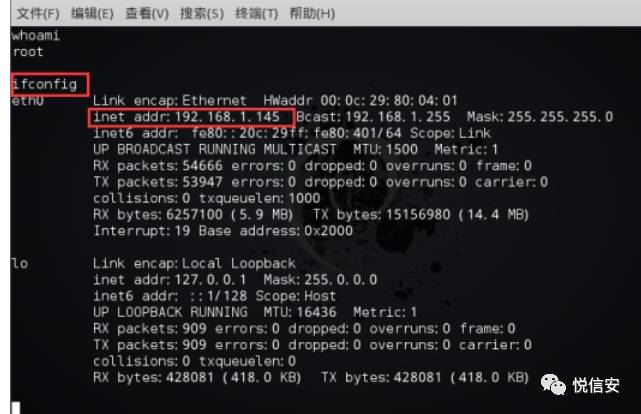 文件(F) 编辑(E) 查看(V) 搜索(S) 终端(T) 帮助(H)
whoami
root
ifconfig
eth0 Link encap:Ethernet HWaddr 00:0c:29:80:04:01
inet addr:192.168.1.145 Bcast:192.168.1.255 Mask:255.255.255.0
inet6 addr: fe80::20c:29ff:fe80:401/64 Scope:Link
UP BROADCAST RUNNING MULTICAST MTU:1500 Metric:1
RX packets:54666 errors:0 dropped:0 overruns:0 frame:0
TX packets:53947 errors:0 dropped:0 overruns:0 carrier:0
collisions:0 txqueuelen:1000
RX bytes:6257100 (5.9 MB) TX bytes:15156980 (14.4 MB)
Interrupt:19 Base address:0x2000
lo Link encap:Local Loopback
inet addr:127.0.0.1 Mask:255.0.0.0
inet6 addr: ::1/128 Scope:Host
UP LOOPBACK RUNNING MTU:16436 Metric:1
RX packets:909 errors:0 dropped:0 overruns:0 frame:0
TX packets:909 errors:0 dropped:0 overruns:0 carrier:0
collisions:0 txqueuelen:0
RX bytes:428081 (418.0 KB) TX bytes:428081 (418.0 KB)
悦信安